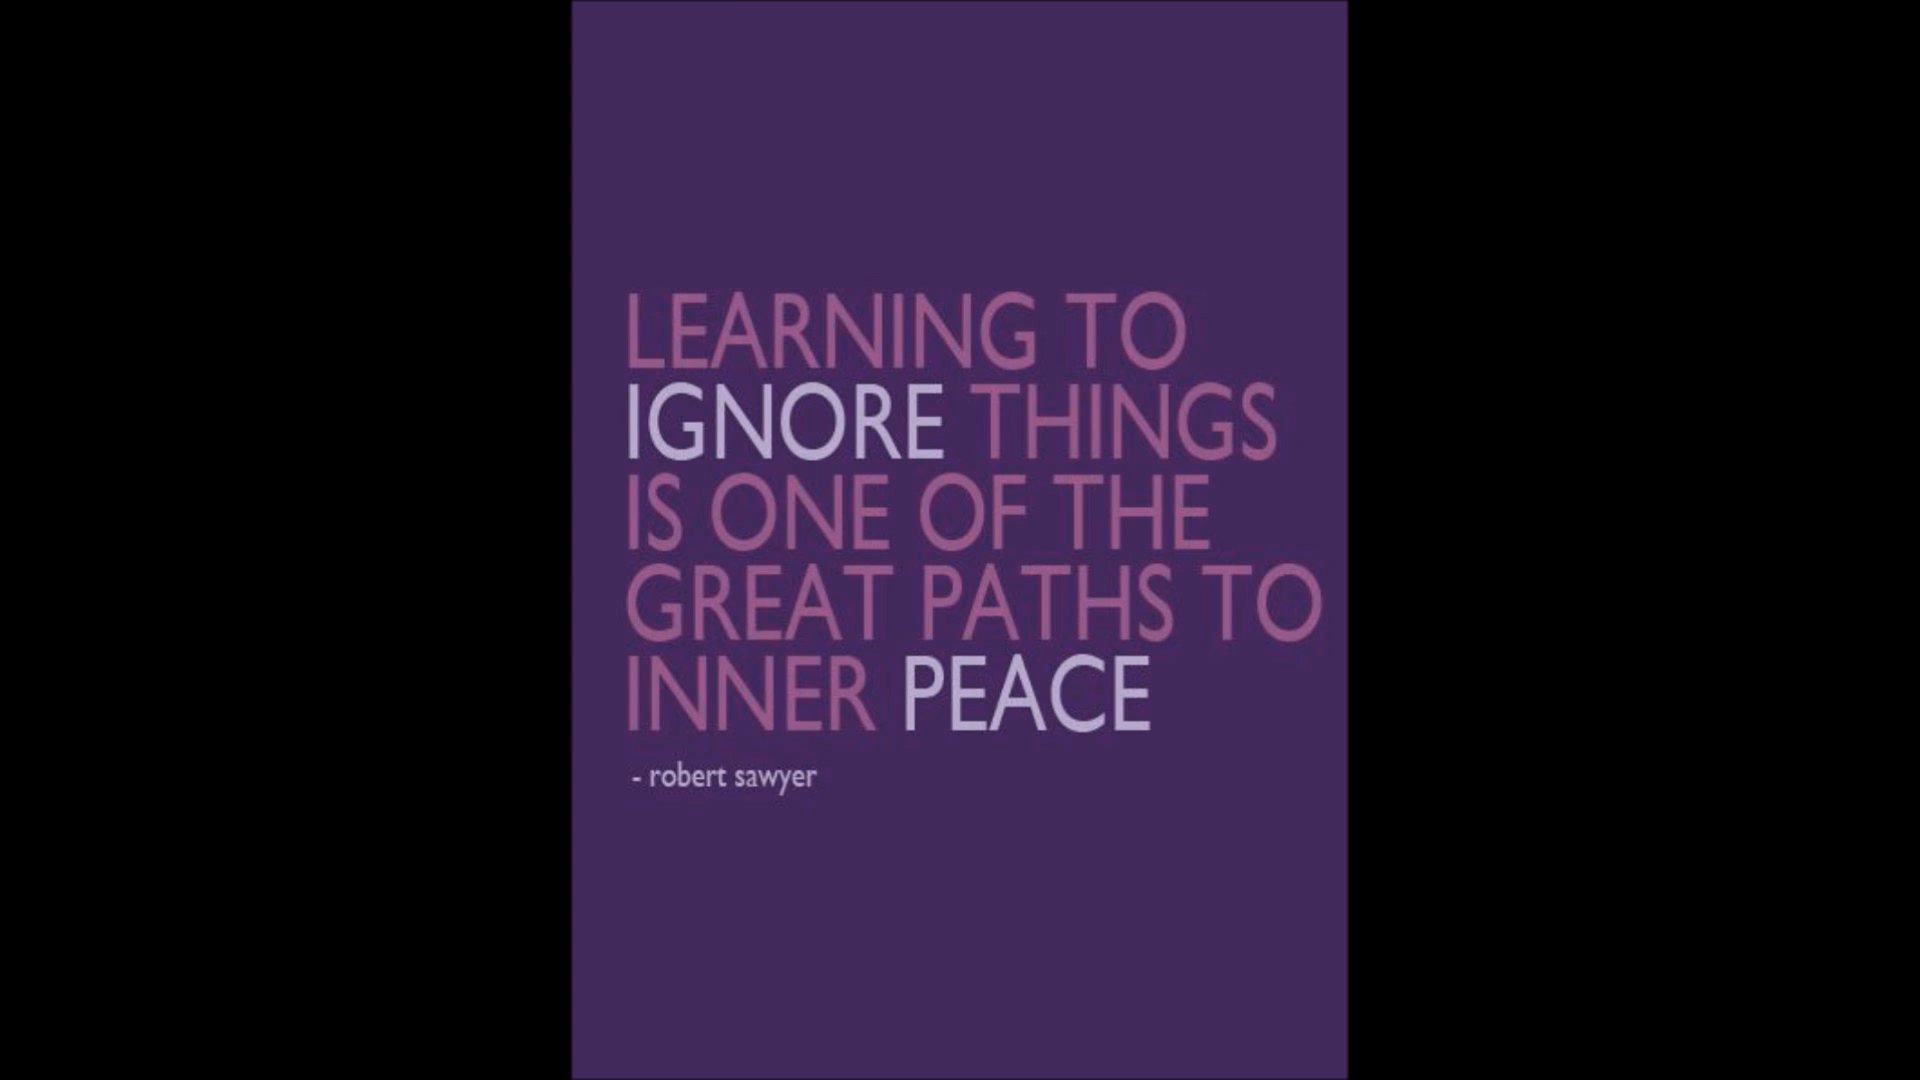 LEARNING TO
IGNORE THINGS
IS ONE OF THE
GREAT PATHS TO
INNER PEACE
- robert sawyer